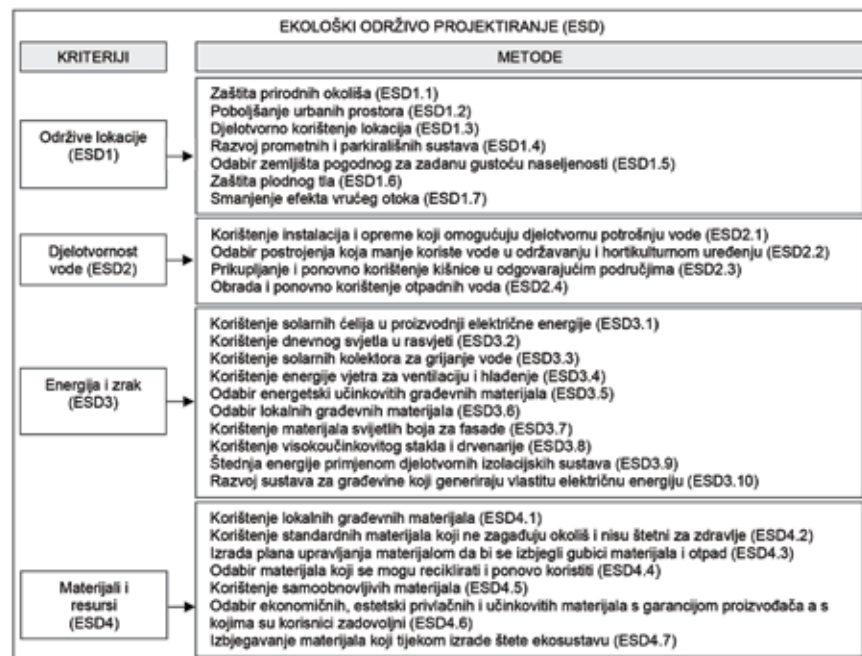 EKOLOŠKI ODRŽIVO PROJEKTIRANJE (ESD)
KRITERIJI
METODE
Održive lokacije
(ESD1)
Zaštita prirodnih okoliša (ESD1.1)
Poboljšanje urbanih prostora (ESD1.2)
Djelotvorno korištenje lokacija (ESD1.3)
Razvoj prometnih i parkirališnih sustava (ESD1.4)
Odabir zemljišta pogodnog za zadanu gustoću naseljenosti (ESD1.5)
Zaštita plodnog tla (ESD1.6)
Smanjenje efekta vrućeg otoka (ESD1.7)
Djelotvornost
vode (ESD2)
Korištenje instalacija i opreme koji omogućuju djelotvornu potrošnju vode (ESD2.1)
Odabir postrojenja koja manje koriste vode u održavanju i hortikulturnom uređenju (ESD2.2)
Prikupljanje i ponovno korištenje kišnice u odgovarajućim područjima (ESD2.3)
Obrada i ponovno korištenje otpadnih voda (ESD2.4)
Energija i zrak
(ESD3)
Korištenje solarnih ćelija u proizvodnji električne energije (ESD3.1)
Korištenje dnevnog svjetla u rasvjeti (ESD3.2)
Korištenje solarnih kolektora za grijanje vode (ESD3.3)
Korištenje energije vjetra za ventilaciju i hlađenje (ESD3.4)
Odabir energetski učinkovitih građevnih materijala (ESD3.5)
Odabir lokalnih građevnih materijala (ESD3.6)
Korištenje materijala svijetlih boja za fasade (ESD3.7)
Korištenje visokoučinkovitog stakla i drvenarije (ESD3.8)
Štednja energije primjenom djelotvornih izolacijskih sustava (ESD3.9)
Razvoj sustava za građevine koji generiraju vlastitu električnu energiju (ESD3.10)
Materijali i
resursi
(ESD4)
Korištenje lokalnih građevnih materijala (ESD4.1)
Korištenje standardnih materijala koji ne zagađuju okoliš i nisu štetni za zdravlje (ESD4.2)
Izrada plana upravljanja materijalom da bi se izbjegli gubici materijala i otpad (ESD4.3)
Odabir materijala koji se mogu reciklirati i ponovo koristiti (ESD4.4)
Korištenje samoobnovljivih materijala (ESD4.5)
Odabir ekonomičnih, estetski privlačnih i učinkovitih materijala s garancijom proizvođača a s
kojima su korisnici zadovoljni (ESD4.6)
Izbjegavanje materijala koji tijekom izrade štete ekosustavu (ESD4.7)